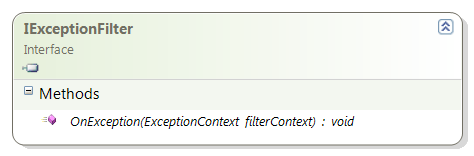 IExceptionFilter
Interface
Methods
OnException(ExceptionContext filterContext) : void